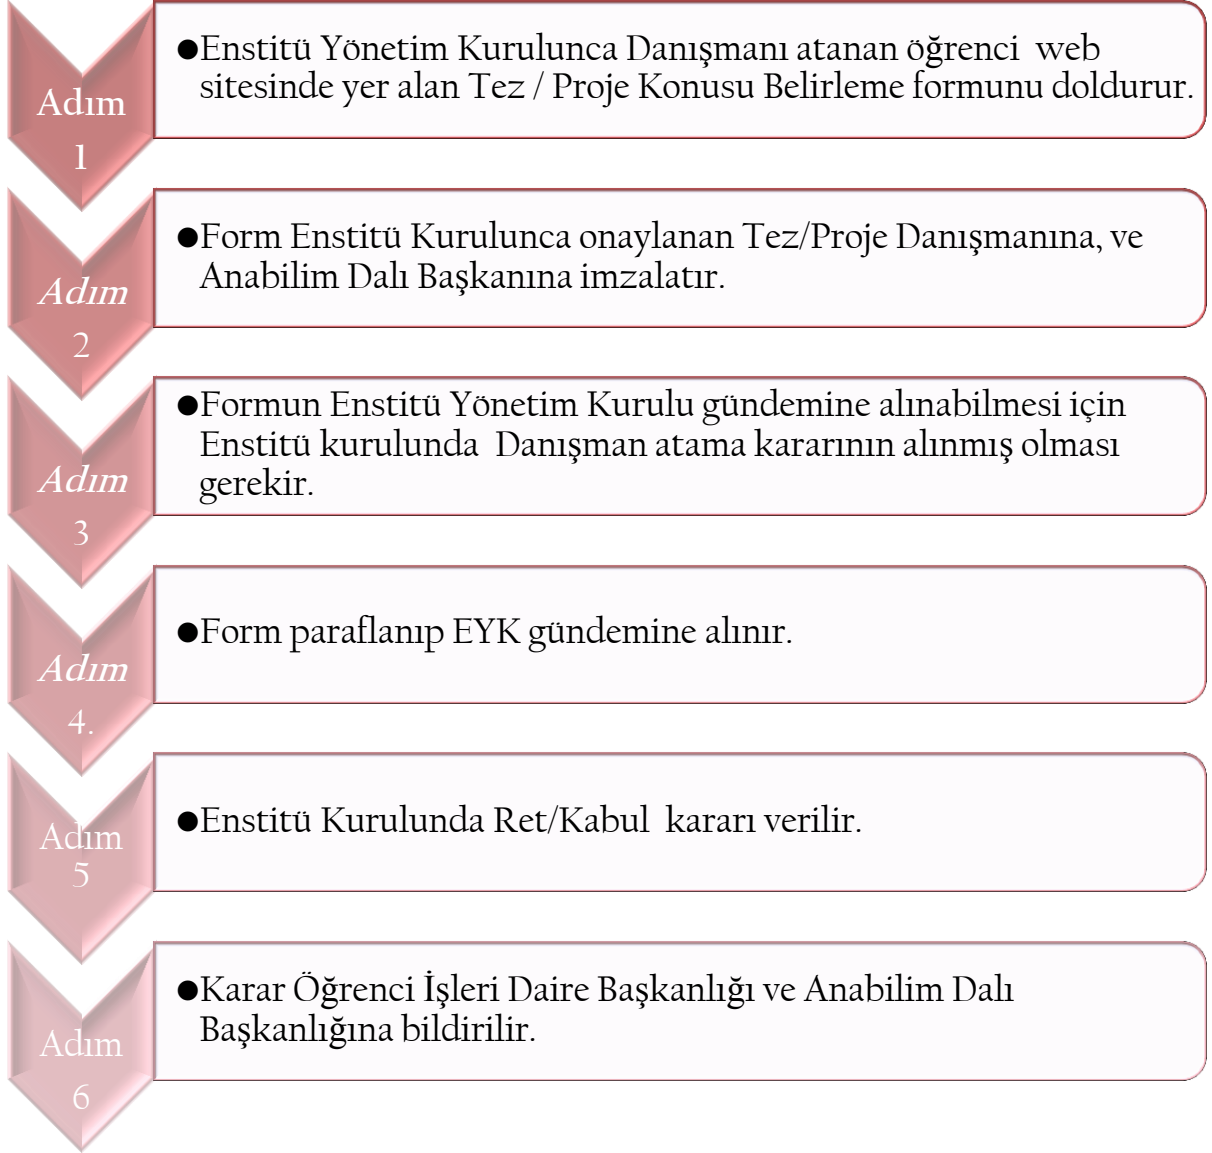 Adım
1
●Enstitü Yönetim Kurulunca Danışmanı atanan öğrenci  web
sitesinde yer alan Tez / Proje Konusu Belirleme formunu doldurur.
Adım
2
●Form Enstitü Kurulunca onaylanan Tez/Proje Danışmanına, ve
Anabilim Dalı Başkanına imzalatır.
Adım
3
●Formun Enstitü Yönetim Kurulu gündemine alınabilmesi için
Enstitü kurulunda  Danışman atama kararının alınmış olması
gerekir.
Adım
4.
●Form paraflanıp EYK gündemine alınır.
Adım
5
●Enstitü Kurulunda Ret/Kabul  kararı verilir.
Adım
6
●Karar Öğrenci İşleri Daire Başkanlığı ve Anabilim Dalı
Başkanlığına bildirilir.